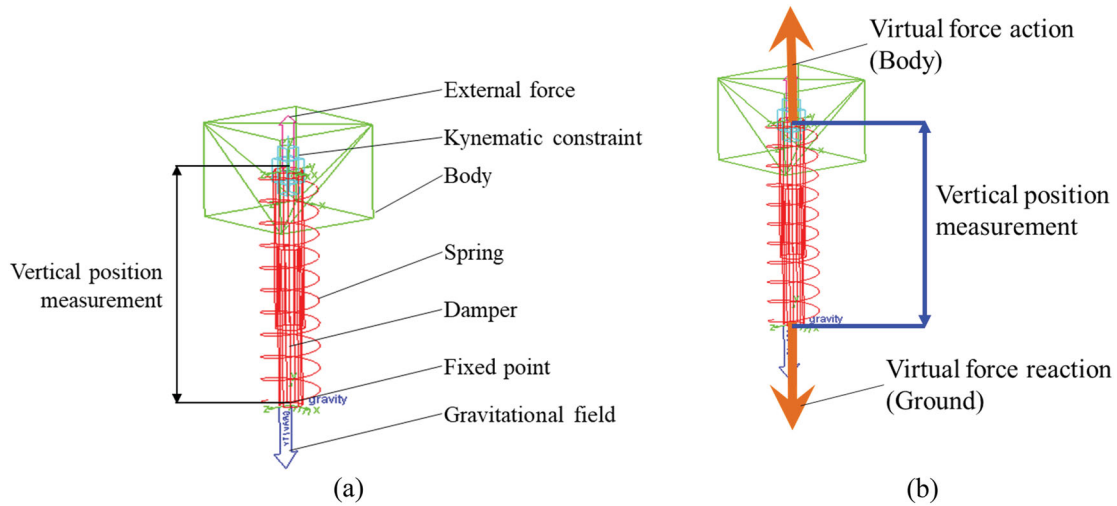 External force
Kynematic constraint
Body
Vertical position
measurement
Spring
Damper
Fixed point
gravity
Gravitational field
(a)
Virtual force action
(Body)
Vertical position
measurement
gravity
Virtual force reaction
(Ground)
(b)